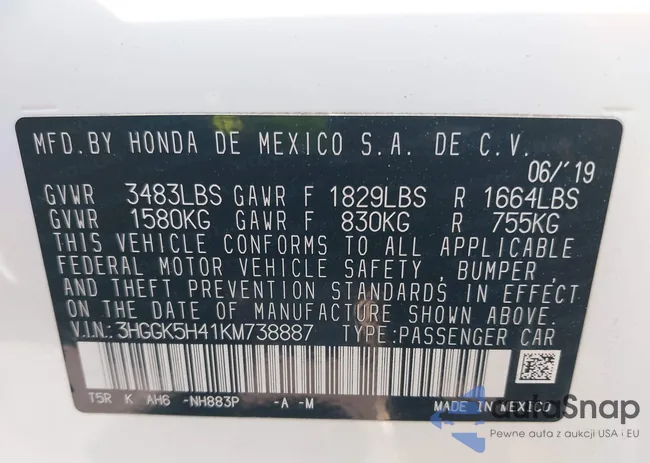 MFD.BY HONDA DE MEXICO S.A. DE C.V.
06/'19
GVWR 3483LBS GAWR F 1829LBS R 1664LBS
GVWR 1580KG GAWR F 830KG R 755KG
THIS VEHICLE CONFORMS TO ALL APPLICABLE
FEDERAL MOTOR VEHICLE SAFETY , BUMPER ,
AND THEFT PREVENTION STANDARDS IN EFFECT
ON THE DATE OF MANUFACTURE SHOWN ABOVE.
V.I.N.:3HGGK5H41KM738887 TYPE:PASSENGER CAR
T5R K AH6 -NH883P -A -M MADE IN MEXICO
autoSnap
Pewne auta z aukcji USA i EU